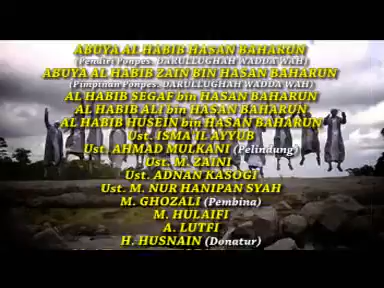 ABUYA AL HABIB HASAN BAHARUN
(Pendiri Ponpes. DARULLUGHAH WADDA'WAH)
ABUYA AL HABIB ZAIN BIN HASAN BAHARUN
(Pimpinan Ponpes. DARULLUGHAH WADDA'WAH)
AL HABIB SEGAF bin HASAN BAHARUN
AL HABIB ALI bin HASAN BAHARUN
AL HABIB HUSEIN bin HASAN BAHARUN
Ust. ISMA'IL AYYUB
Ust. AHMAD MULKANI (Pelindung)
Ust. M. ZAINI
Ust. ADNAN KASOGI
Ust. M. NUR HANIPAN SYAH
M. GHOZALI (Pembina)
M. HULAIFI
A. LUTFI
H. HUSNAIN (Donatur)